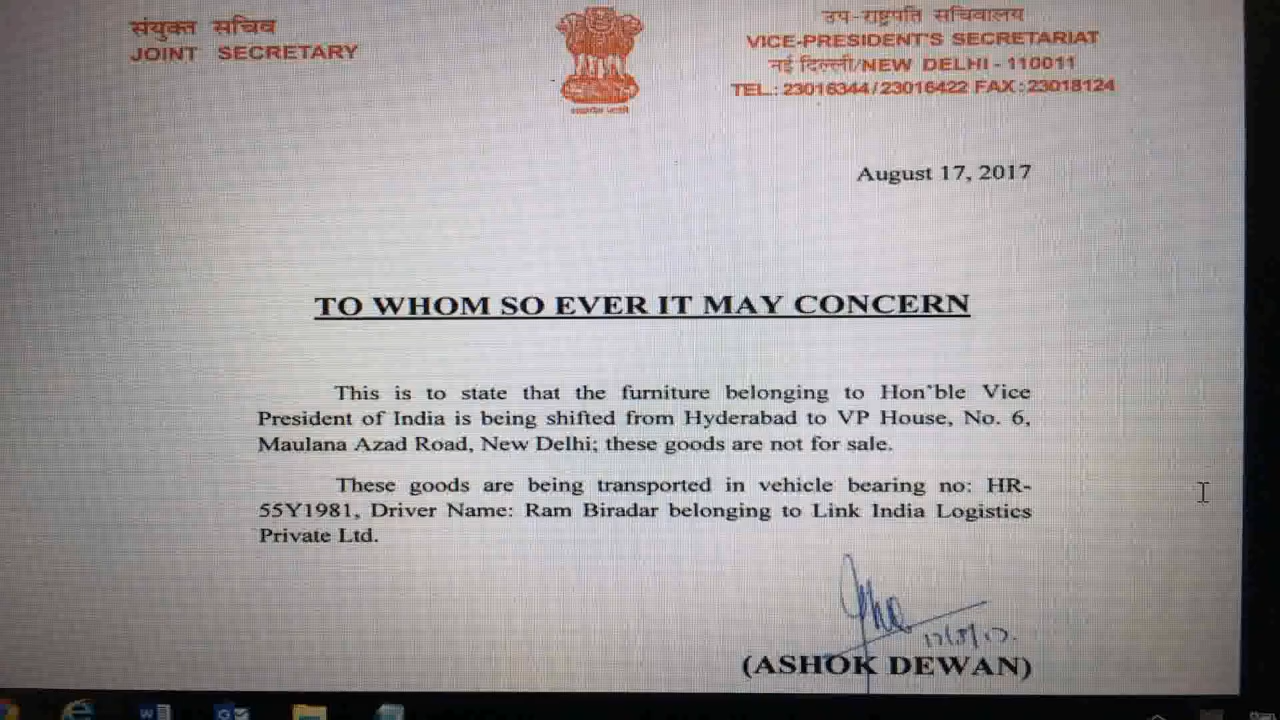 संयुक्त सचिव
JOINT SECRETARY
उप-राष्ट्रपति सचिवालय
VICE-PRESIDENT'S SECRETARIAT
नई दिल्ली/NEW DELHI - 110011
TEL.: 23016344/23016422 FAX : 23018124
August 17, 2017
TO WHOM SO EVER IT MAY CONCERN
This is to state that the furniture belonging to Hon'ble Vice
President of India is being shifted from Hyderabad to VP House, No. 6,
Maulana Azad Road, New Delhi; these goods are not for sale.
These goods are being transported in vehicle bearing no: HR-
55Y1981, Driver Name: Ram Biradar belonging to Link India Logistics
Private Ltd.
17/8/17.
(ASHOK DEWAN)